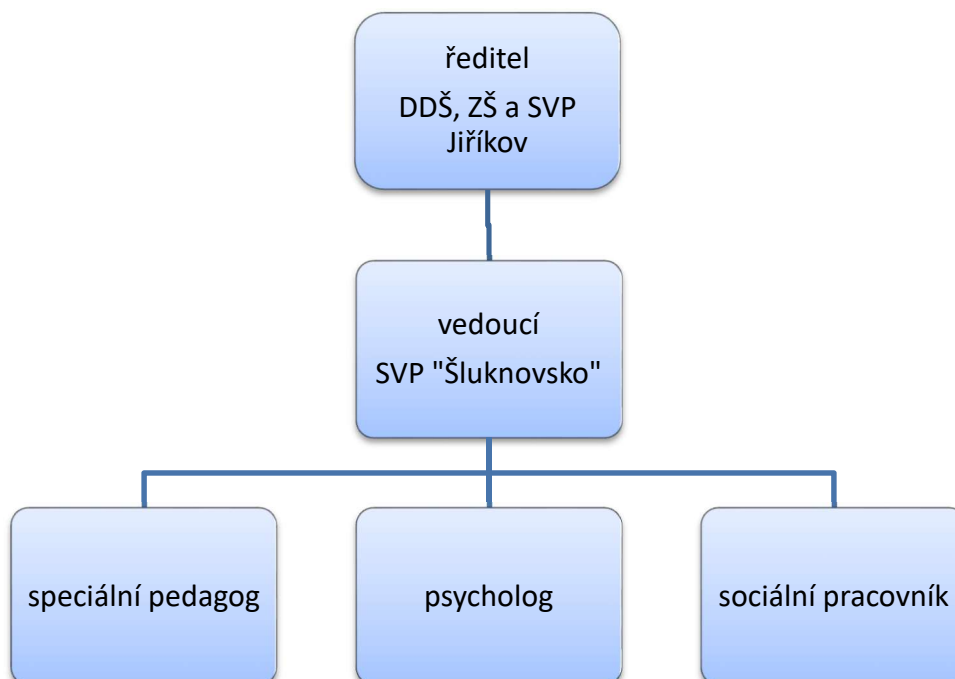 ředitel
DDŠ, ZŠ a SVP
Jiříkov
vedoucí
SVP "Šluknovsko"
speciální pedagog
psycholog
sociální pracovník